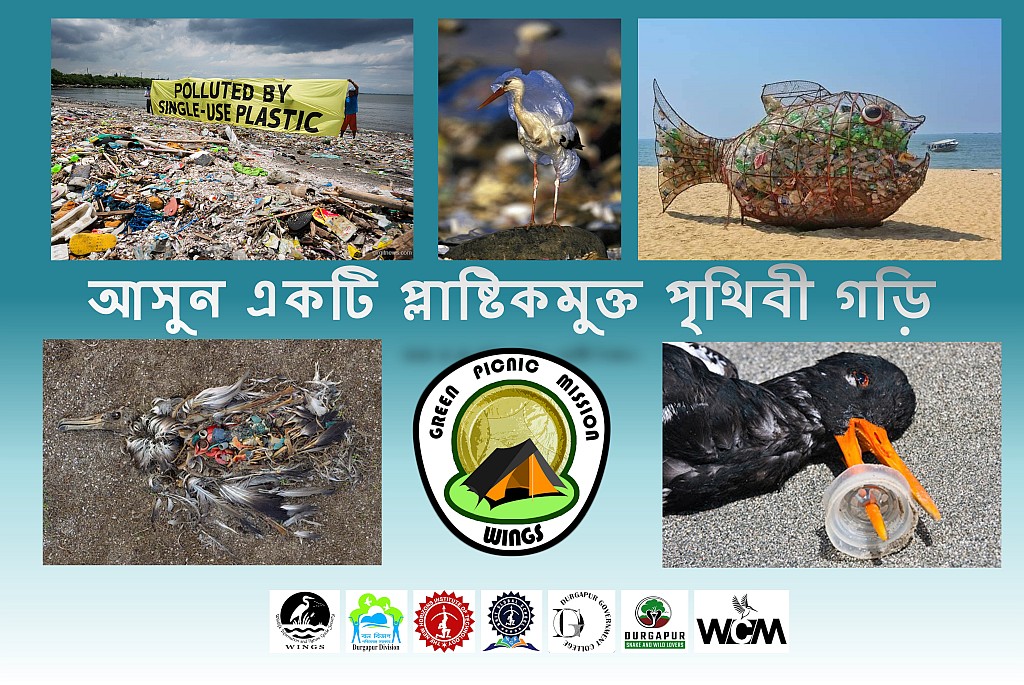 POLLUTED BY
SINGLE-USE PLASTIC
আসুন একটি প্লাষ্টিকমুক্ত পৃথিবী গড়ি
GREEN PICNIC MISSION
WINGS
WINGS
Durgapur Division
DURGAPUR GOVERNMENT COLLEGE
DURGAPUR
SNAKE AND WILD LOVERS
WCM